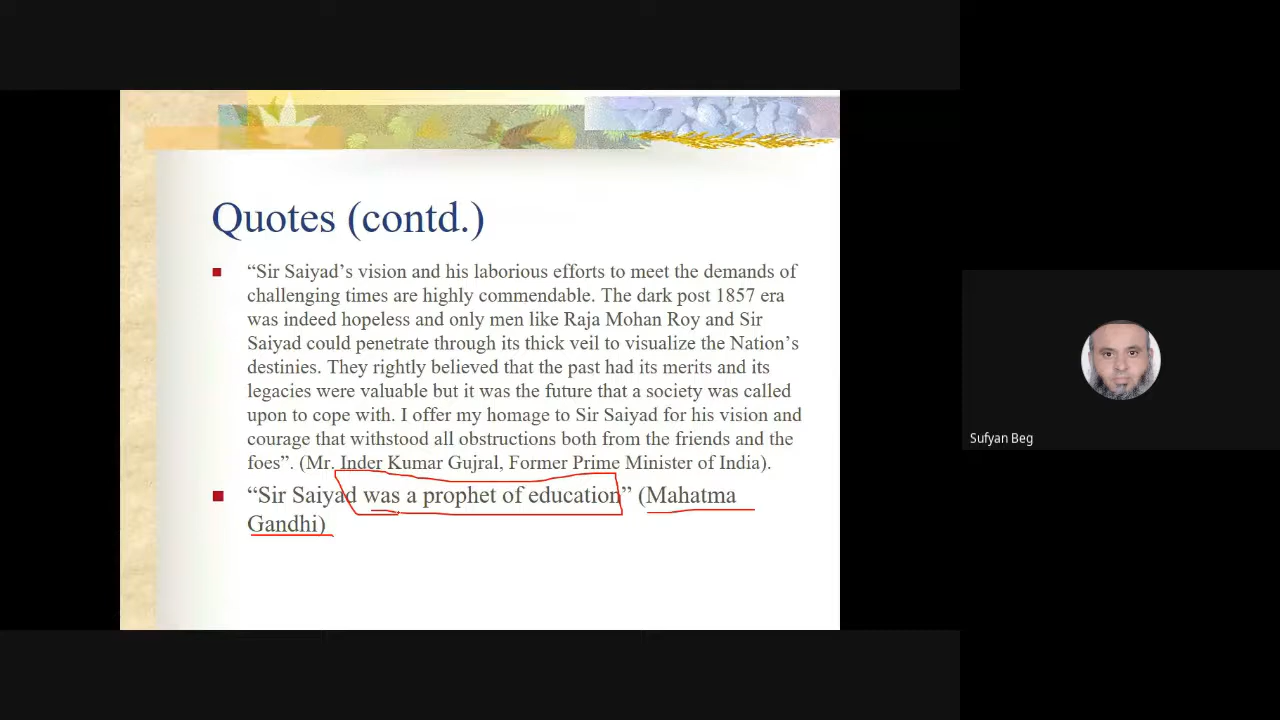 Quotes (contd.)
“Sir Saiyad’s vision and his laborious efforts to meet the demands of
challenging times are highly commendable. The dark post 1857 era
was indeed hopeless and only men like Raja Mohan Roy and Sir
Saiyad could penetrate through its thick veil to visualize the Nation’s
destinies. They rightly believed that the past had its merits and its
legacies were valuable but it was the future that a society was called
upon to cope with. I offer my homage to Sir Saiyad for his vision and
courage that withstood all obstructions both from the friends and the
foes”. (Mr. Inder Kumar Gujral, Former Prime Minister of India).
“Sir Saiyad was a prophet of education” (Mahatma
Gandhi)
Sufyan Beg